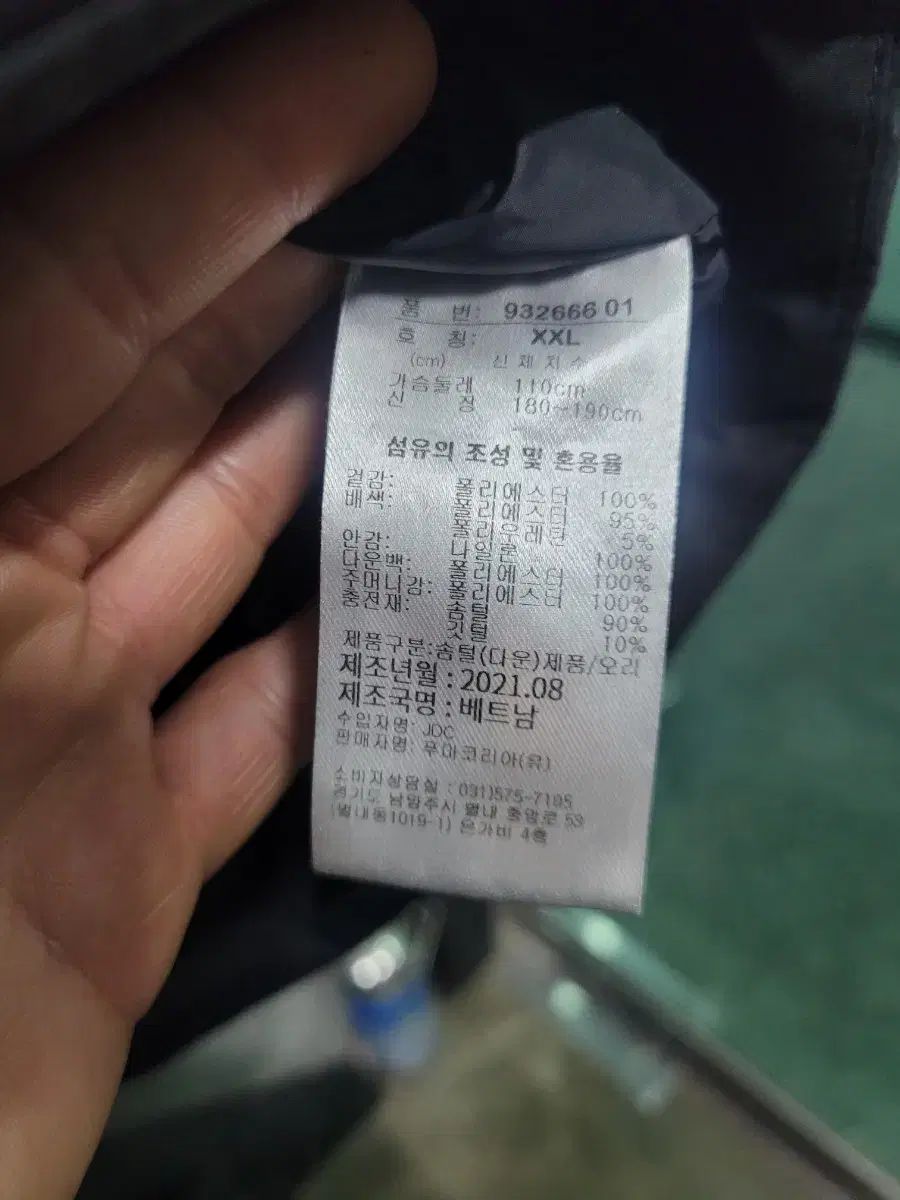 품 번: 932666 01
호 칭: XXL
(cm) 신체치수
가슴둘레 110cm
신 장 180~190cm
섬유의 조성 및 혼용율
겉감: 폴리에스터 100%
배색: 폴리에스터 95%
폴리우레탄 5%
안감: 나일론 100%
다운백: 폴리에스터 100%
주머니감: 폴리에스터 100%
충전재: 솜털 90%
깃털 10%
제품구분:솜털(다운)제품/오리
제조년월 : 2021.08
제조국명 : 베트남
수입자명: JDC
판매자명: 푸마코리아(유)
소비자상담실 : 031)575-7195
경기도 남양주시 별내 중앙로 53
(별내동1019-1) 은가비 4층